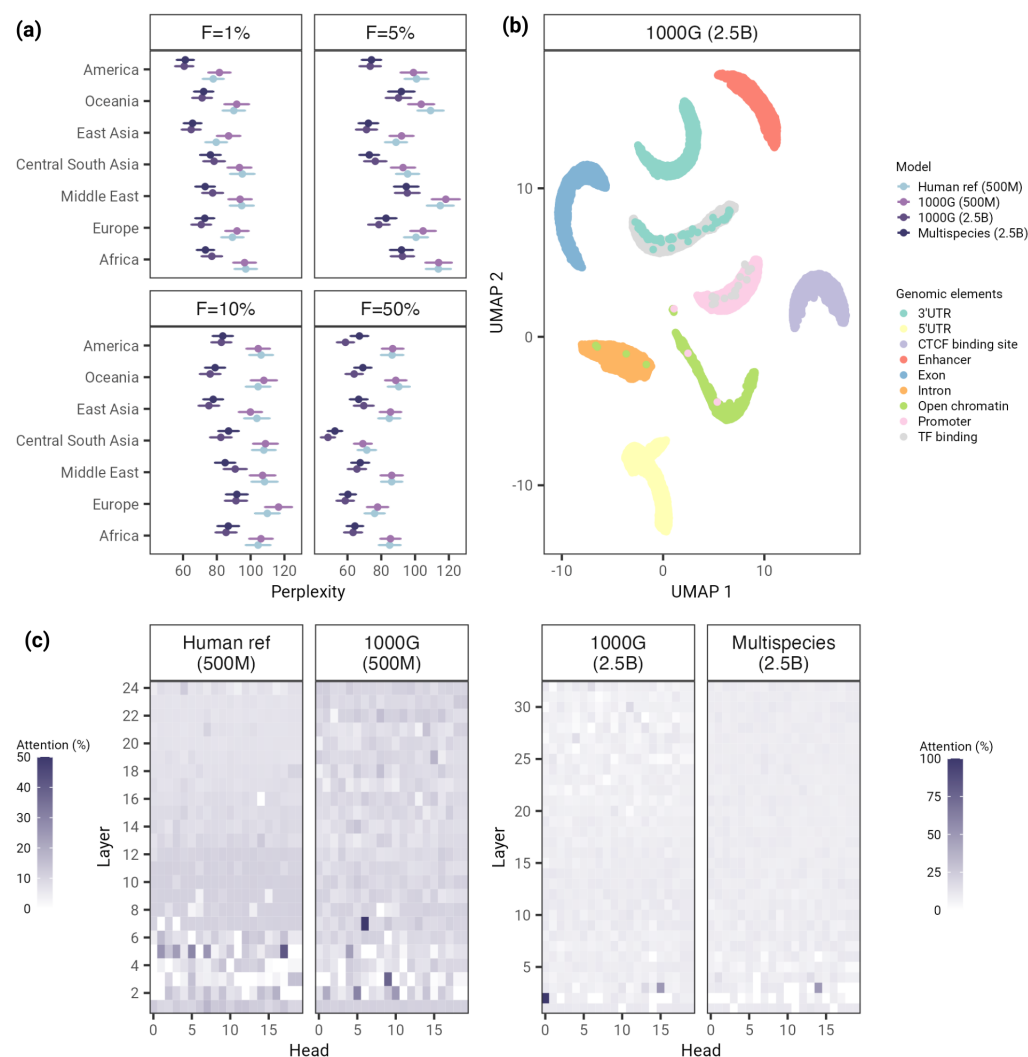 (a)
F=1%
F=5%
America
Oceania
East Asia
Central South Asia
Middle East
Europe
Africa
F=10%
F=50%
America
Oceania
East Asia
Central South Asia
Middle East
Europe
Africa
60 80 100 120
60 80 100 120
Perplexity
(b)
1000G (2.5B)
UMAP 2
10
0
-10
-10 0 10
UMAP 1
Model
Human ref (500M)
1000G (500M)
1000G (2.5B)
Multispecies (2.5B)
Genomic elements
3'UTR
5'UTR
CTCF binding site
Enhancer
Exon
Intron
Open chromatin
Promoter
TF binding
(c)
Human ref
(500M)
1000G
(500M)
Attention (%)
50
40
30
20
10
0
Layer
24
22
20
18
16
14
12
10
8
6
4
2
0 5 10 15
0 5 10 15
Head
1000G
(2.5B)
Multispecies
(2.5B)
Layer
30
25
20
15
10
5
0 5 10 15
0 5 10 15
Head
Attention (%)
100
75
50
25
0